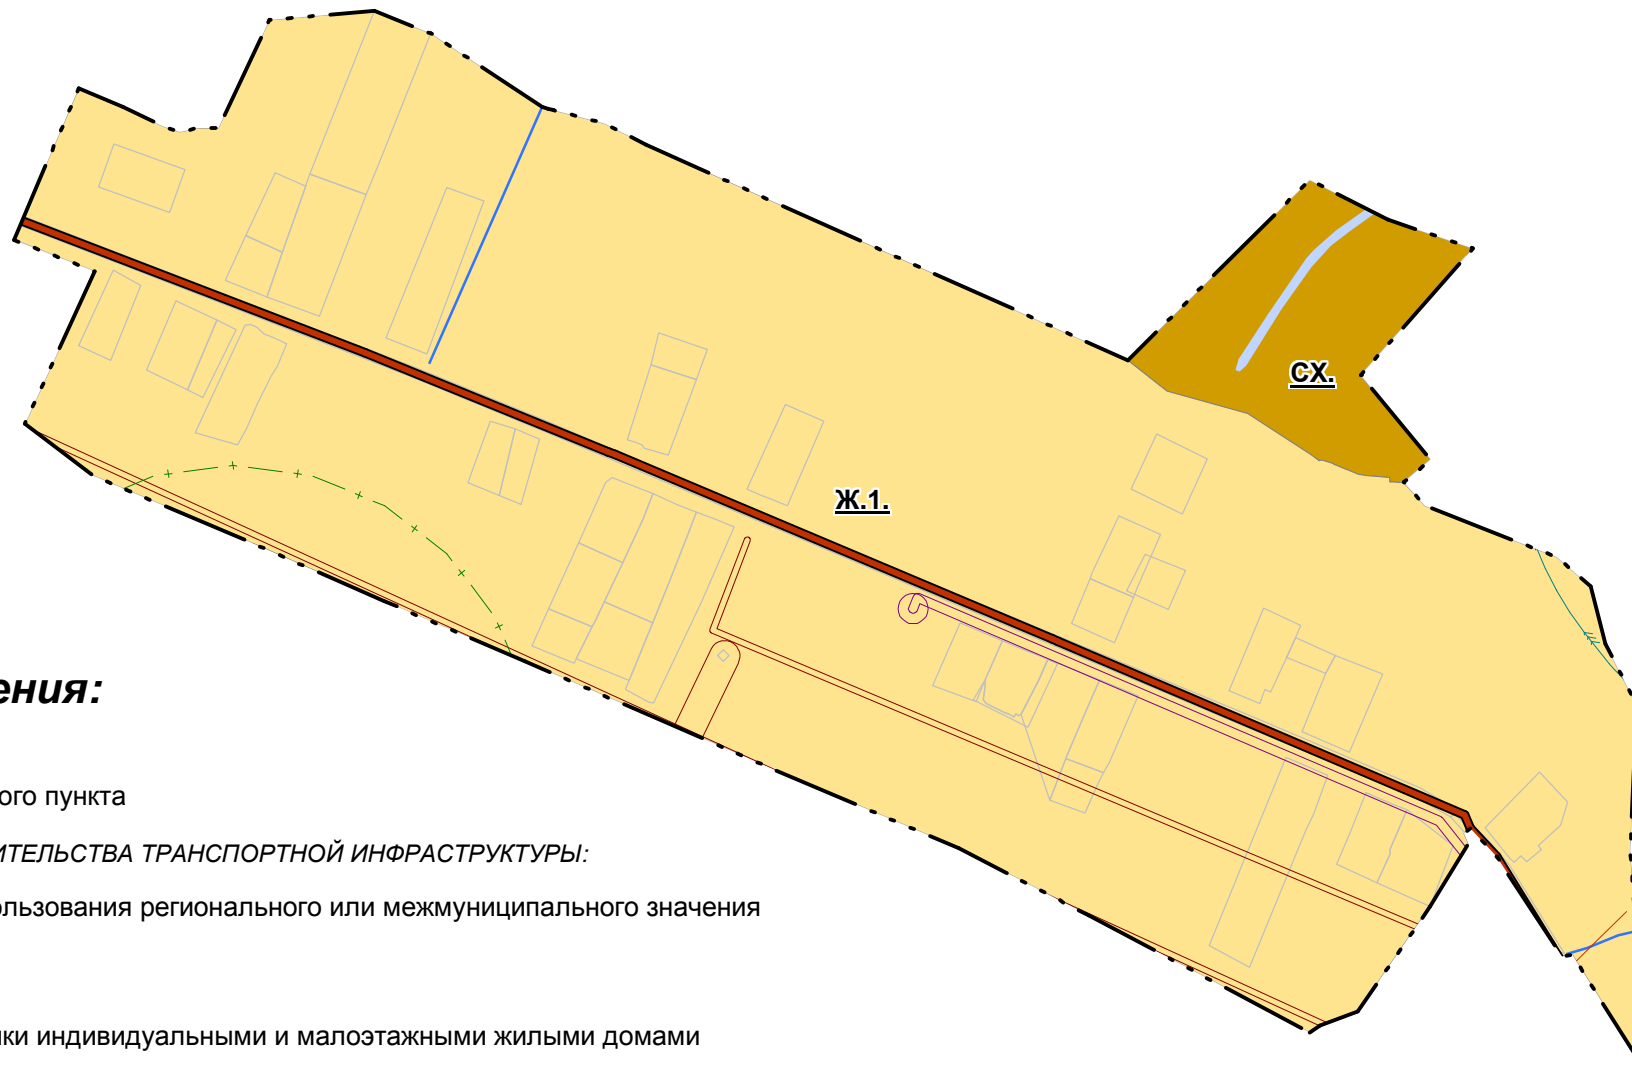 СХ.
Ж.1.
ения:
ого пункта
ИТЕЛЬСТВА ТРАНСПОРТНОЙ ИНФРАСТРУКТУРЫ:
ользования регионального или межмуниципального значения
ки индивидуальными и малоэтажными жилыми домами